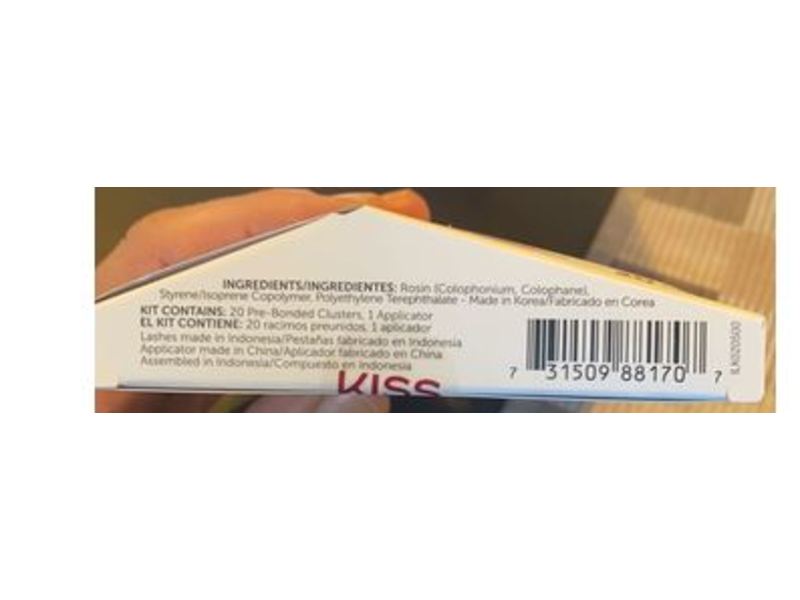 INGREDIENTS/INGREDIENTES: Rosin (Colophonium, Colophane),
Styrene/Isoprene Copolymer, Polyethylene Terephthalate - Made in Korea/Fabricado en Corea
KIT CONTAINS: 20 Pre-Bonded Clusters, 1 Applicator
EL KIT CONTIENE: 20 racimos preunidos, 1 aplicador
Lashes made in Indonesia/Pestañas fabricado en Indonesia
Applicator made in China/Aplicador fabricado en China
Assembled in Indonesia/Compuesto en Indonesia
KISS
7 31509 88170 7
ILK020500